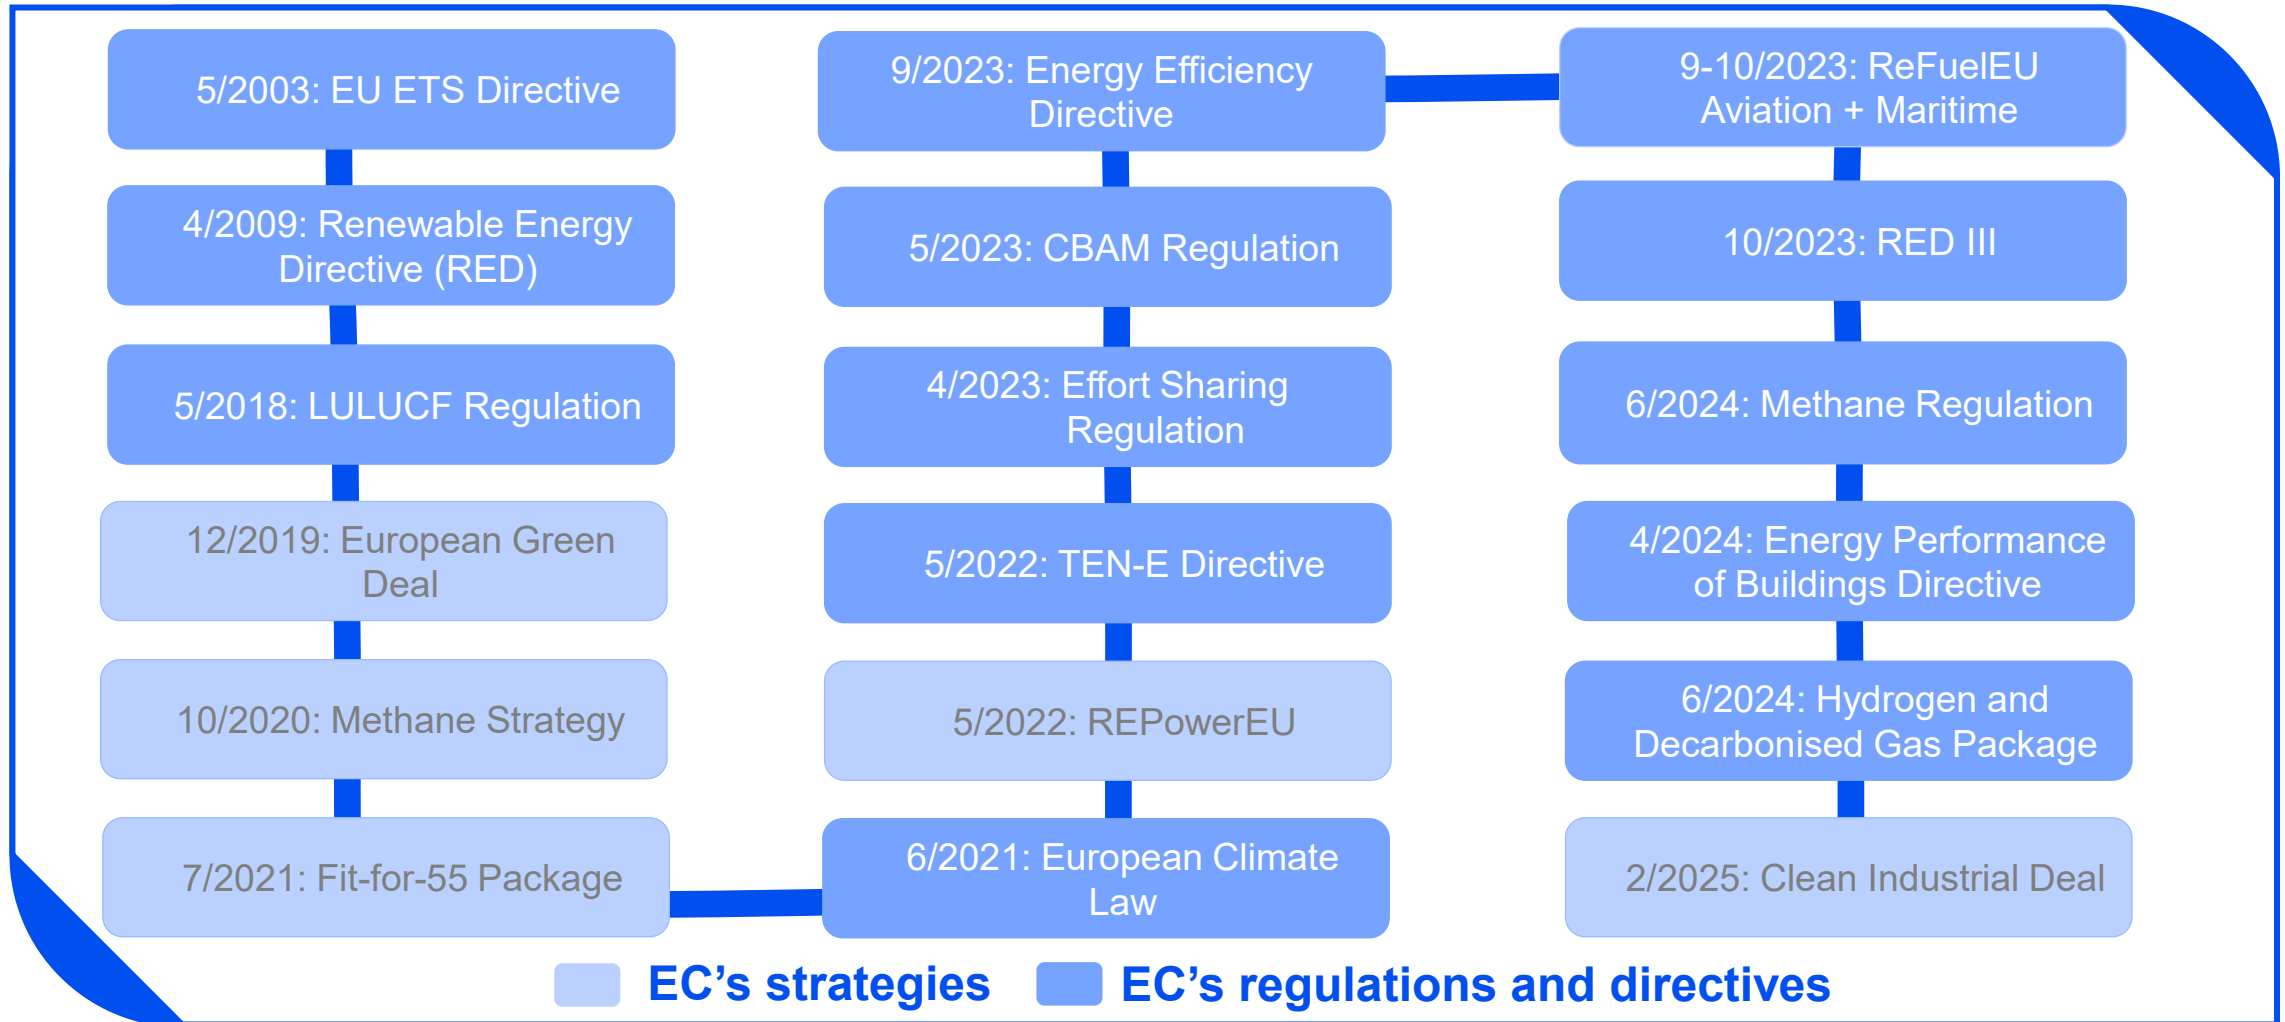 5/2003: EU ETS Directive
4/2009: Renewable Energy
Directive (RED)
5/2018: LULUCF Regulation
12/2019: European Green
Deal
10/2020: Methane Strategy
7/2021: Fit-for-55 Package
6/2021: European Climate
Law
5/2022: REPowerEU
5/2022: TEN-E Directive
4/2023: Effort Sharing
Regulation
5/2023: CBAM Regulation
9/2023: Energy Efficiency
Directive
9-10/2023: ReFuelEU
Aviation + Maritime
10/2023: RED III
6/2024: Methane Regulation
4/2024: Energy Performance
of Buildings Directive
6/2024: Hydrogen and
Decarbonised Gas Package
2/2025: Clean Industrial Deal
EC’s strategies
EC’s regulations and directives